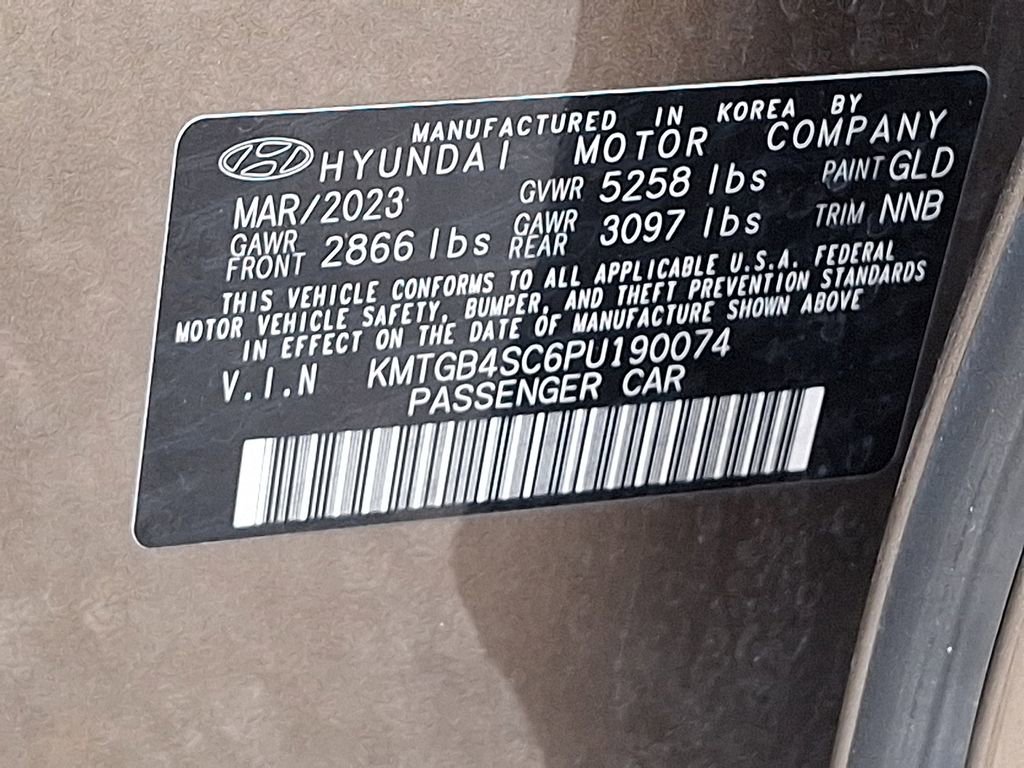 MANUFACTURED IN KOREA BY
HYUNDAI MOTOR COMPANY
MAR/2023 GVWR 5258 lbs PAINT GLD
GAWR FRONT 2866 lbs GAWR REAR 3097 lbs TRIM NNB
THIS VEHICLE CONFORMS TO ALL APPLICABLE U.S.A. FEDERAL
MOTOR VEHICLE SAFETY, BUMPER, AND THEFT PREVENTION STANDARDS
IN EFFECT ON THE DATE OF MANUFACTURE SHOWN ABOVE
V.I.N KMTGB4SC6PU190074
PASSENGER CAR